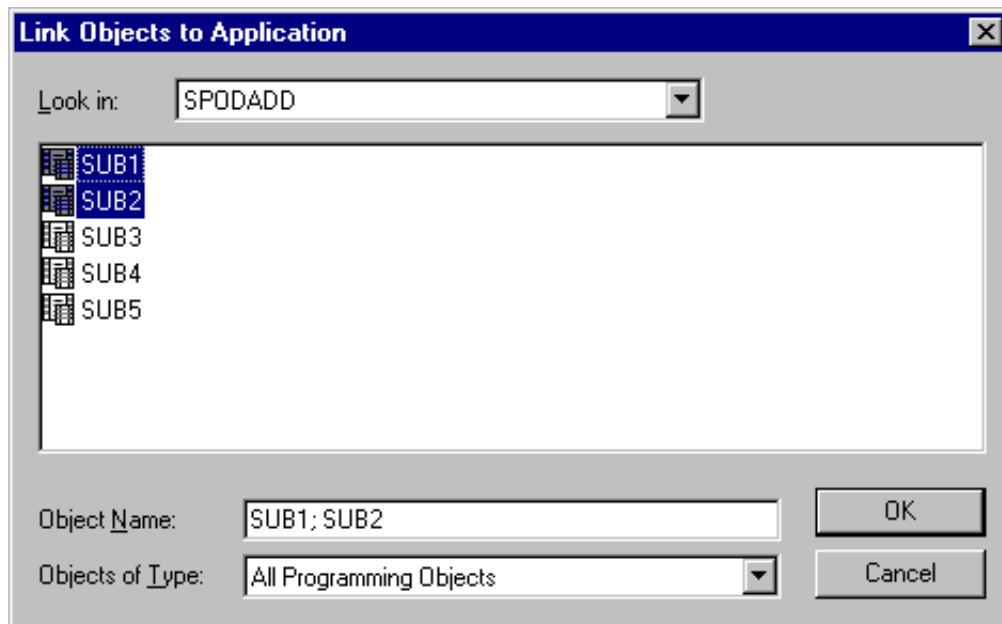 Link Objects to Application
Look in: SPODADD
SUB1
SUB2
SUB3
SUB4
SUB5
Object Name: SUB1; SUB2 OK
Objects of Type: All Programming Objects Cancel